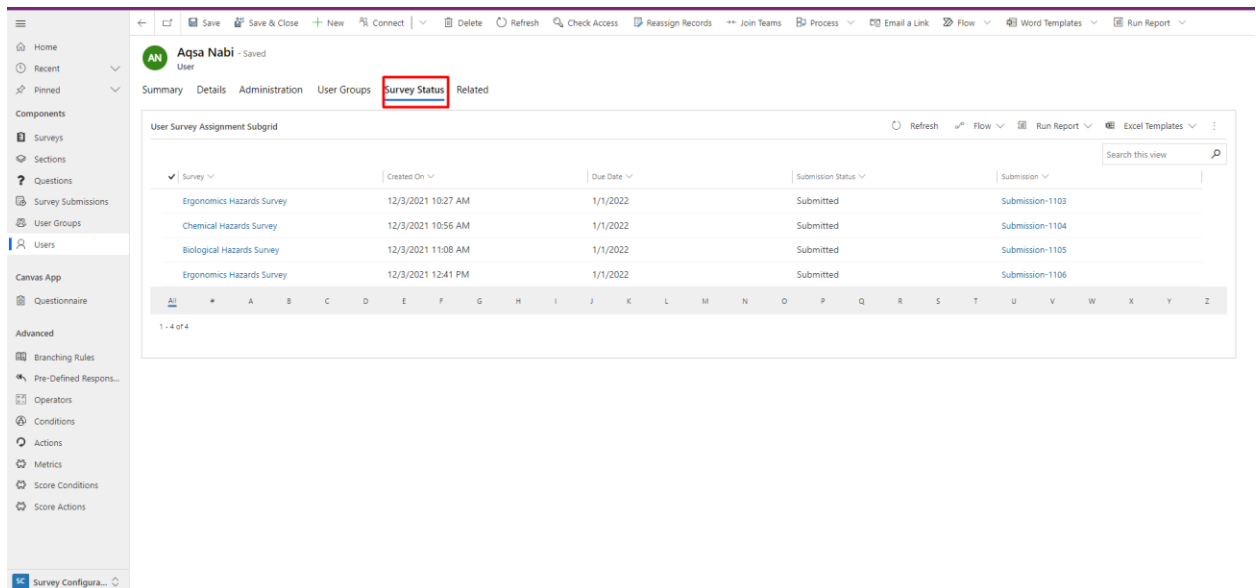 Save Save & Close New Connect Delete Refresh Check Access Reassign Records Join Teams Process Email a Link Flow Word Templates Run Report
Home
Recent
Pinned
Components
Surveys
Sections
Questions
Survey Submissions
User Groups
Users
Canvas App
Questionnaire
Advanced
Branching Rules
Pre-Defined Respons...
Operators
Conditions
Actions
Metrics
Score Conditions
Score Actions
SC Survey Configura...
AN Aqsa Nabi - Saved
User
Summary Details Administration User Groups Survey Status Related
User Survey Assignment Subgrid Refresh Flow Run Report Excel Templates
Search this view
Survey Created On Due Date Submission Status Submission
Ergonomics Hazards Survey 12/3/2021 10:27 AM 1/1/2022 Submitted Submission-1103
Chemical Hazards Survey 12/3/2021 10:56 AM 1/1/2022 Submitted Submission-1104
Biological Hazards Survey 12/3/2021 11:08 AM 1/1/2022 Submitted Submission-1105
Ergonomics Hazards Survey 12/3/2021 12:41 PM 1/1/2022 Submitted Submission-1106
All # A B C D E F G H I J K L M N O P Q R S T U V W X Y Z
1 - 4 of 4